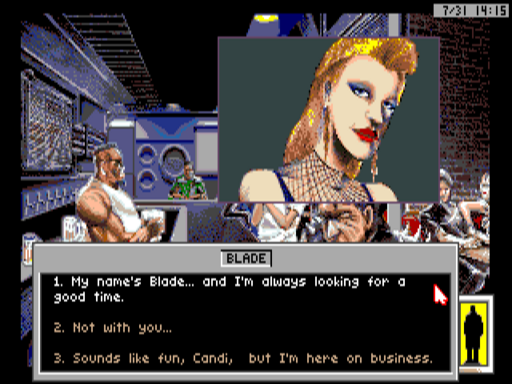 7/31 14:15
BLADE
1. My name's Blade... and I'm always looking for a
good time.
2. Not with you...
3. Sounds like fun, Candi, but I'm here on business.